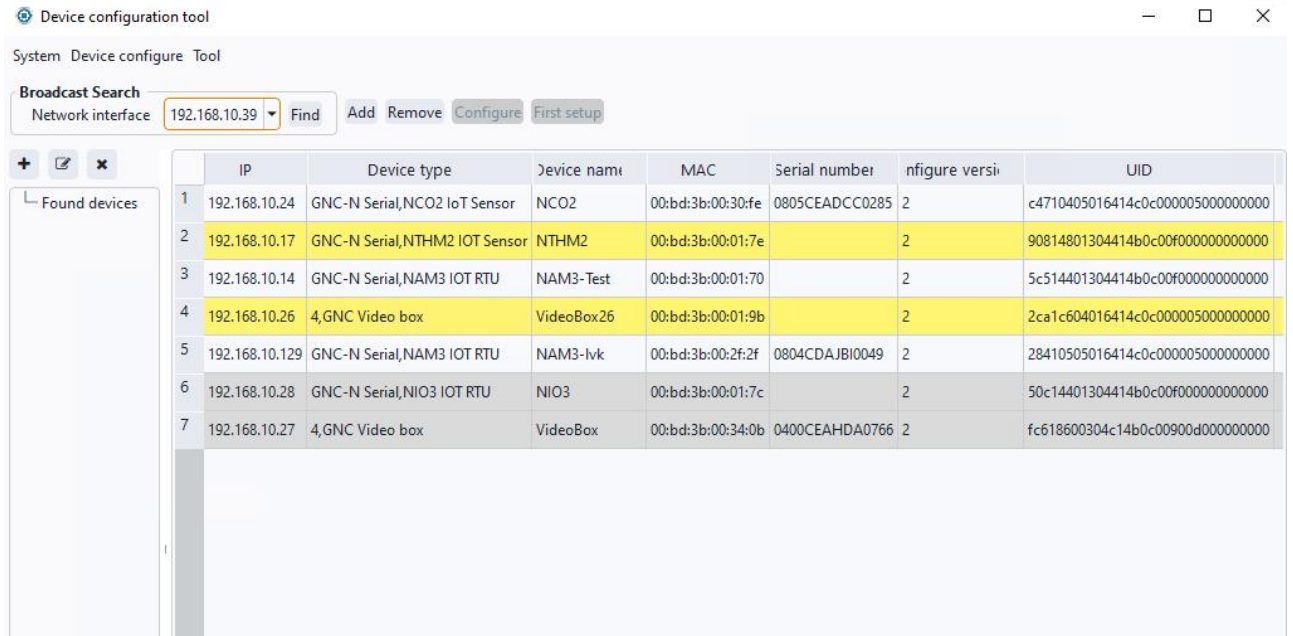 Device configuration tool
System Device configure Tool
Broadcast Search
Network interface 192.168.10.39 Find Add Remove Configure First setup
IP Device type Device name MAC Serial number nfigure versi UID
Found devices
1 192.168.10.24 GNC-N Serial,NCO2 IoT Sensor NCO2 00:bd:3b:00:30:fe 0805CEADCC0285 2 c4710405016414c0c000005000000000
2 192.168.10.17 GNC-N Serial,NTHM2 IOT Sensor NTHM2 00:bd:3b:00:01:7e 2 90814801304414b0c00f000000000000
3 192.168.10.14 GNC-N Serial,NAM3 IOT RTU NAM3-Test 00:bd:3b:00:01:70 2 5c514401304414b0c00f000000000000
4 192.168.10.26 4,GNC Video box VideoBox26 00:bd:3b:00:01:9b 2 2ca1c604016414c0c000005000000000
5 192.168.10.129 GNC-N Serial,NAM3 IOT RTU NAM3-Ivk 00:bd:3b:00:2f:2f 0804CDAJBI0049 2 28410505016414c0c000005000000000
6 192.168.10.28 GNC-N Serial,NIO3 IOT RTU NIO3 00:bd:3b:00:01:7c 2 50c14401304414b0c00f000000000000
7 192.168.10.27 4,GNC Video box VideoBox 00:bd:3b:00:34:0b 0400CEAHDA0766 2 fc618600304c14b0c00900d000000000